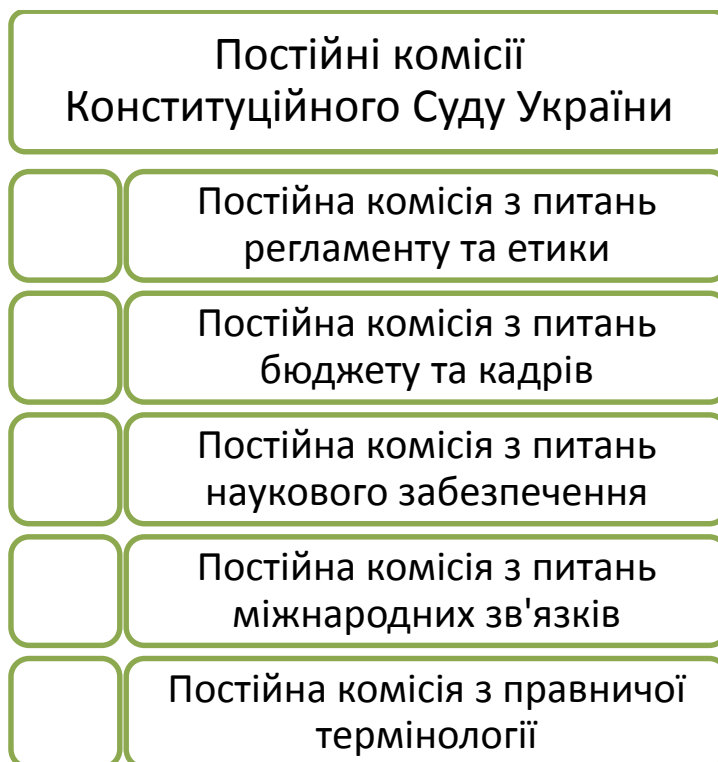 Постійні комісії
Конституційного Суду України
Постійна комісія з питань
регламенту та етики
Постійна комісія з питань
бюджету та кадрів
Постійна комісія з питань
наукового забезпечення
Постійна комісія з питань
міжнародних зв'язків
Постійна комісія з правничої
термінології